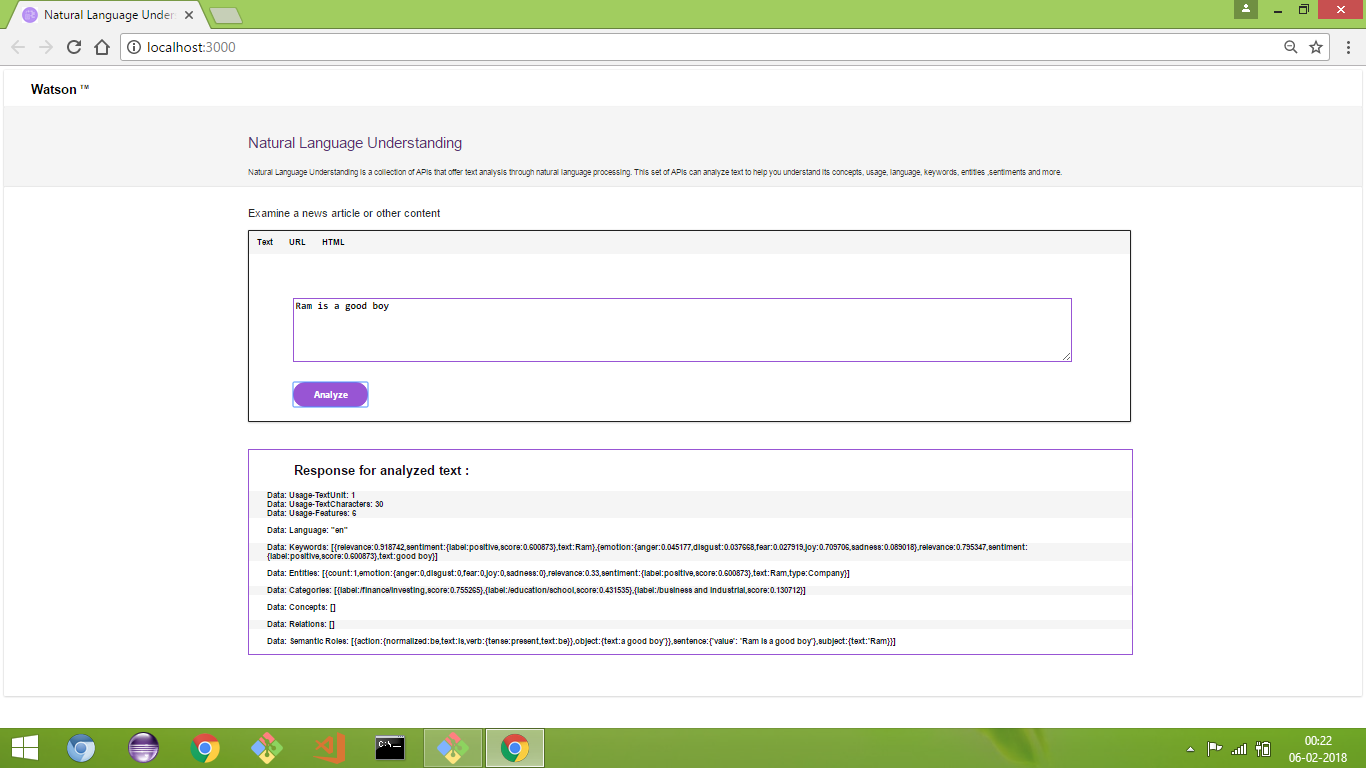 Natural Language Under
localhost:3000
Watson ™
Natural Language Understanding
Natural Language Understanding is a collection of APIs that offer text analysis through natural language processing. This set of APIs can analyze text to help you understand its concepts, usage, language, keywords, entities ,sentiments and more.
Examine a news article or other content
Text URL HTML
Ram is a good boy
Analyze
Response for analyzed text :
Data: Usage-TextUnit: 1
Data: Usage-TextCharacters: 30
Data: Usage-Features: 6
Data: Language: "en"
Data: Keywords: [{relevance:0.918742,sentiment:{label:positive,score:0.600873},text:Ram},{emotion:{anger:0.045177,disgust:0.037668,fear:0.027919,joy:0.709706,sadness:0.089018},relevance:0.795347,sentiment:
{label:positive,score:0.600873},text:good boy}]
Data: Entities: [{count:1,emotion:{anger:0,disgust:0,fear:0,joy:0,sadness:0},relevance:0.33,sentiment:{label:positive,score:0.600873},text:Ram,type:Company}]
Data: Categories: [{label:/finance/investing,score:0.755265},{label:/education/school,score:0.431535},{label:/business and industrial,score:0.130712}]
Data: Concepts: []
Data: Relations: []
Data: Semantic Roles: [{action:{normalized:be,text:is,verb:{tense:present,text:be}},object:{text:a good boy'}},sentence:{'value': 'Ram is a good boy'},subject:{text:'Ram}}]
00:22
06-02-2018